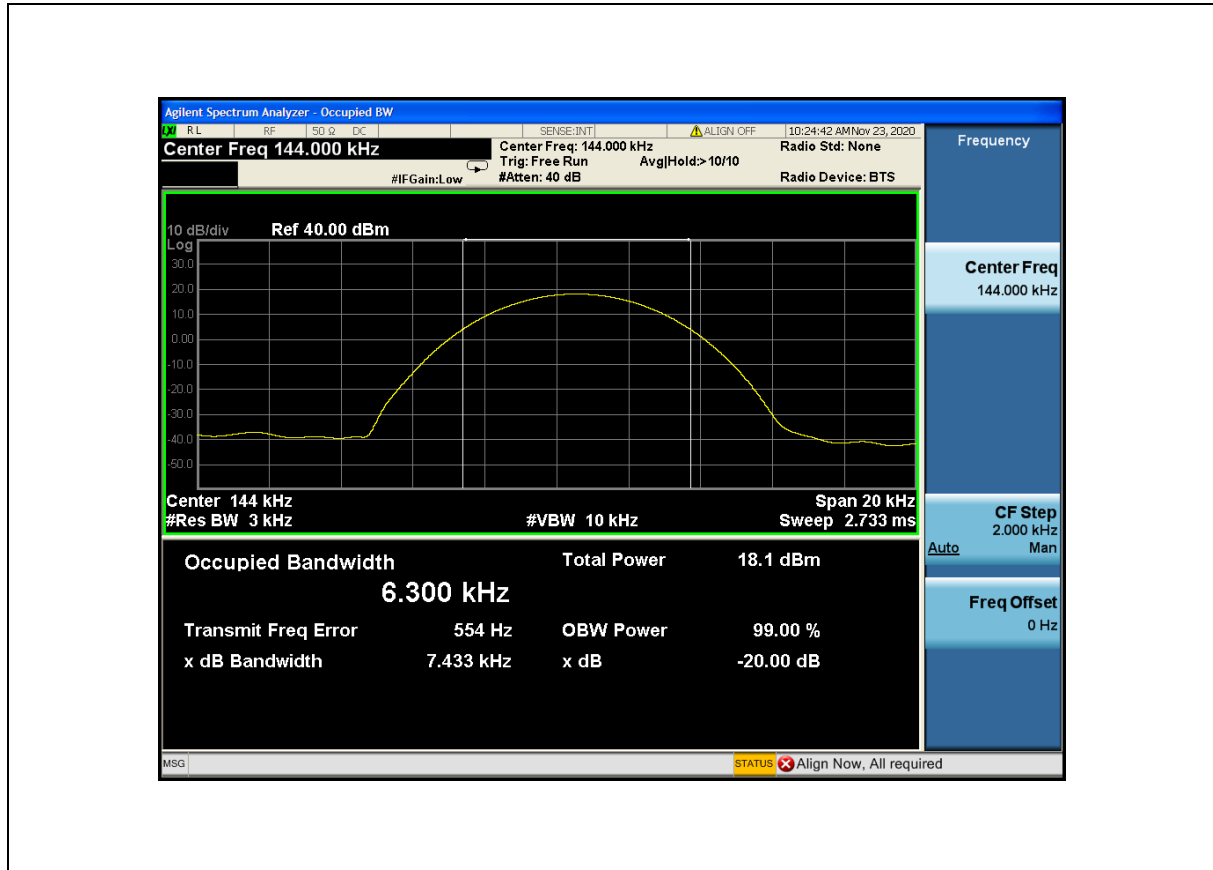 Agilent Spectrum Analyzer - Occupied BW
LXI RL RF 50 Ω DC SENSE:INT ALIGN OFF 10:24:42 AM Nov 23, 2020
Center Freq 144.000 kHz
Center Freq: 144.000 kHz
Radio Std: None
Trig: Free Run Avg|Hold:> 10/10
#IFGain:Low #Atten: 40 dB Radio Device: BTS
10 dB/div Ref 40.00 dBm
Log
30.0
20.0
10.0
0.00
-10.0
-20.0
-30.0
-40.0
-50.0
Center 144 kHz Span 20 kHz
#Res BW 3 kHz #VBW 10 kHz Sweep 2.733 ms
Occupied Bandwidth Total Power 18.1 dBm
6.300 kHz
Transmit Freq Error 554 Hz OBW Power 99.00 %
x dB Bandwidth 7.433 kHz x dB -20.00 dB
Frequency
Center Freq
144.000 kHz
CF Step
2.000 kHz
Auto Man
Freq Offset
0 Hz
MSG STATUS Align Now, All required